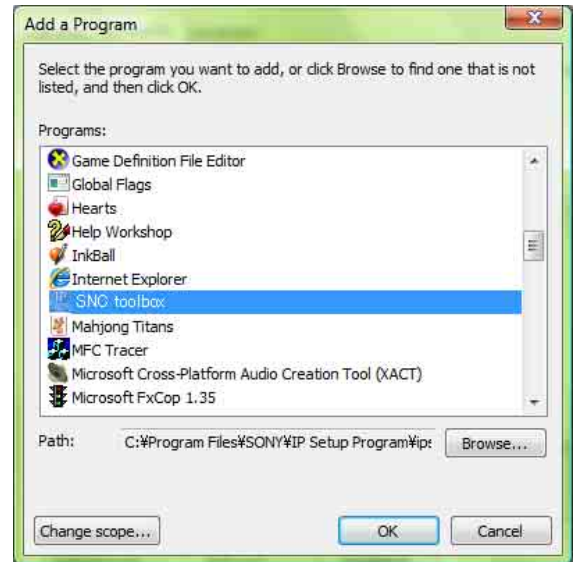 Add a Program
Select the program you want to add, or click Browse to find one that is not
listed, and then click OK.
Programs:
Game Definition File Editor
Global Flags
Hearts
Help Workshop
InkBall
Internet Explorer
SNC toolbox
Mahjong Titans
MFC Tracer
Microsoft Cross-Platform Audio Creation Tool (XACT)
Microsoft FxCop 1.35
Path: C:¥Program Files¥SONY¥IP Setup Program¥ips Browse...
Change scope... OK Cancel